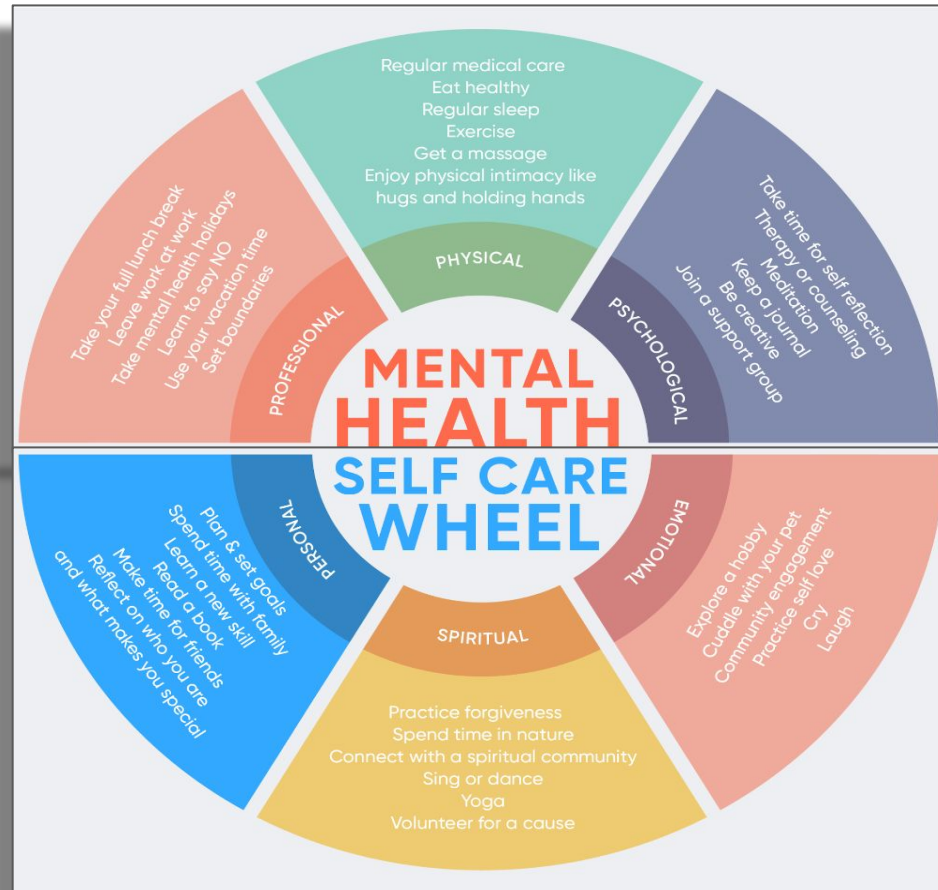 Regular medical care
Eat healthy
Regular sleep
Exercise
Get a massage
Enjoy physical intimacy like
hugs and holding hands
PHYSICAL
Take time for self reflection
Therapy or counseling
Meditation
Keep a journal
Be creative
Join a support group
PSYCHOLOGICAL
Take your full lunch break
Leave work at work
Take mental health holidays
Learn to say NO
Use your vacation time
Set boundaries
PROFESSIONAL
MENTAL
HEALTH
SELF CARE
WHEEL
PERSONAL
Plan & set goals
Spend time with family
Learn a new skill
Read a book
Make time for friends
Reflect on who you are
and what makes you special
EMOTIONAL
Explore a hobby
Cuddle with your pet
Community engagement
Practice self love
Cry
Laugh
SPIRITUAL
Practice forgiveness
Spend time in nature
Connect with a spiritual community
Sing or dance
Yoga
Volunteer for a cause